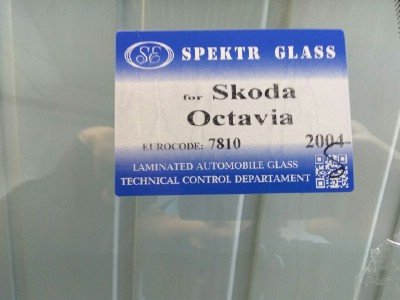 SE SPEKTR GLASS
for Skoda
Octavia
EUROCODE: 7810 2004
LAMINATED AUTOMOBILE GLASS
TECHNICAL CONTROL DEPARTAMENT